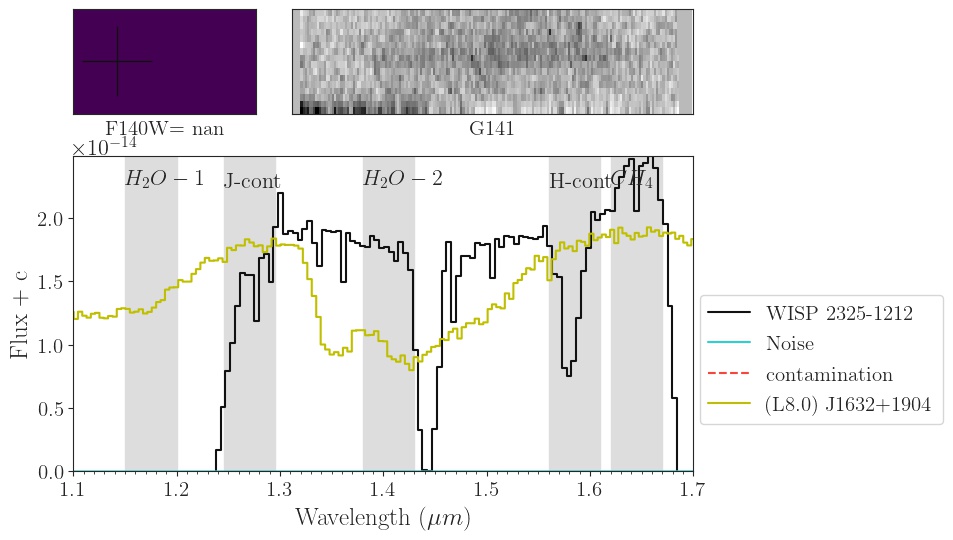 F140W= nan
G141
×10⁻¹⁴
H₂O − 1
J-cont
H₂O − 2
H-cont
CH₄
2.0
1.5
1.0
0.5
0.0
Flux + c
1.1 1.2 1.3 1.4 1.5 1.6 1.7
Wavelength (μm)
WISP 2325-1212
Noise
contamination
(L8.0) J1632+1904